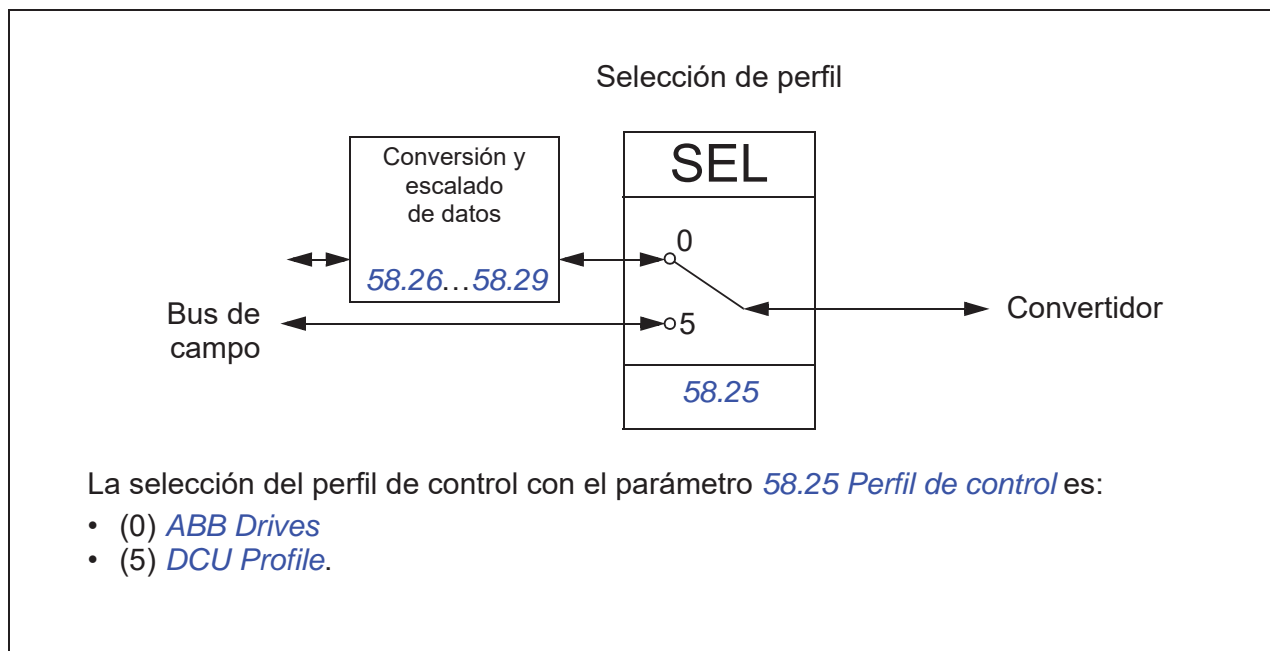 Selección de perfil
Conversión y
escalado
de datos
58.26…58.29
SEL
0
5
58.25
Bus de
campo
Convertidor
La selección del perfil de control con el parámetro 58.25 Perfil de control es:
• (0) ABB Drives
• (5) DCU Profile.